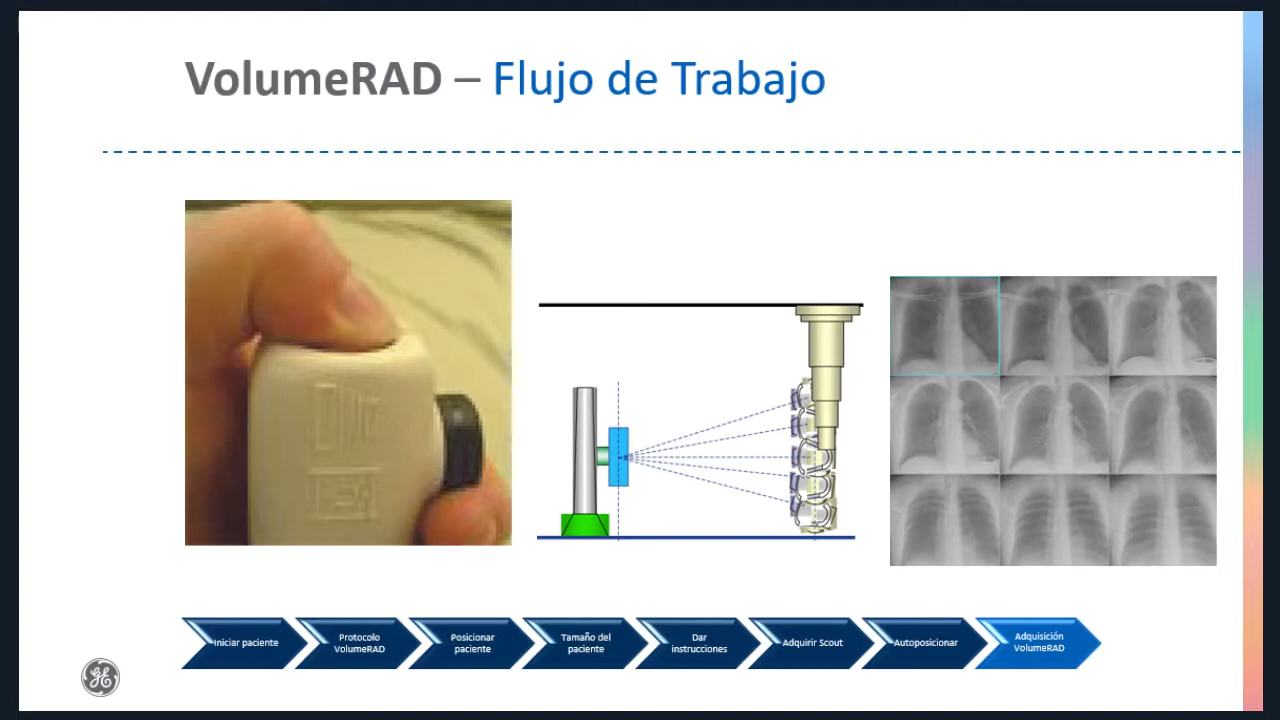 VolumeRAD – Flujo de Trabajo
Iniciar paciente
Protocolo
VolumeRAD
Posicionar
paciente
Tamaño del
paciente
Dar
instrucciones
Adquirir Scout
Autoposicionar
Adquisición
VolumeRAD
GE